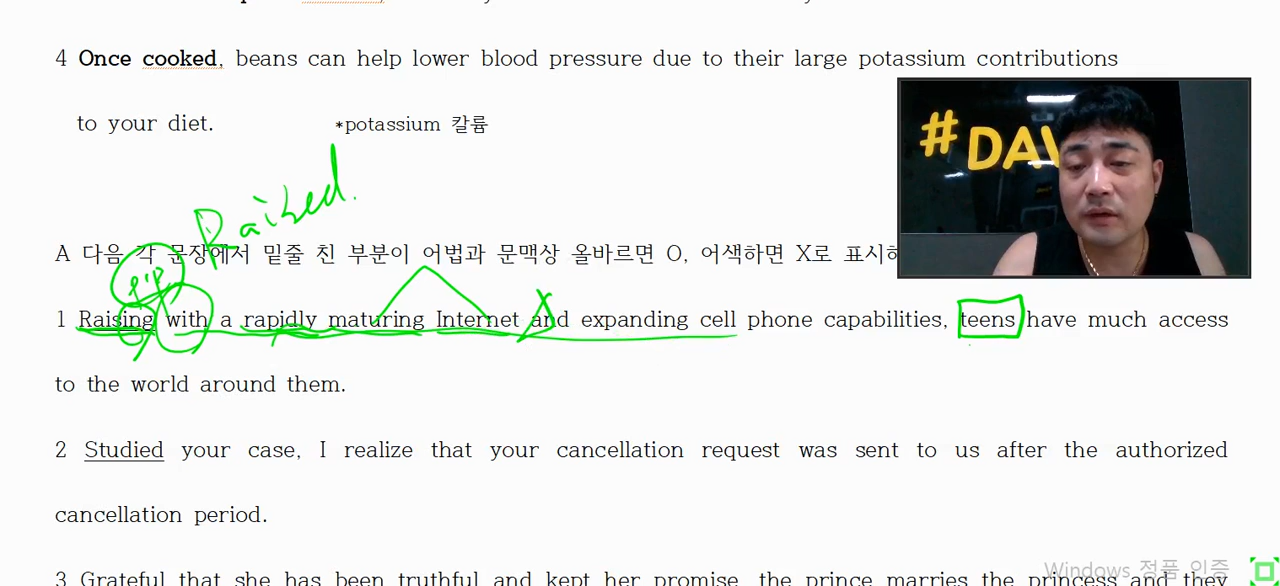 4 Once cooked, beans can help lower blood pressure due to their large potassium contributions
to your diet. *potassium 칼륨
# DAV
Raised.
A 다음 각 문장에서 밑줄 친 부분이 어법과 문맥상 올바르면 O, 어색하면 X로 표시하
1 Raising with a rapidly maturing Internet and expanding cell phone capabilities, teens have much access
to the world around them.
2 Studied your case, I realize that your cancellation request was sent to us after the authorized
cancellation period.
3 Grateful that she has been truthful and kept her promise, the prince marries the princess and the
Windows 정품 인증